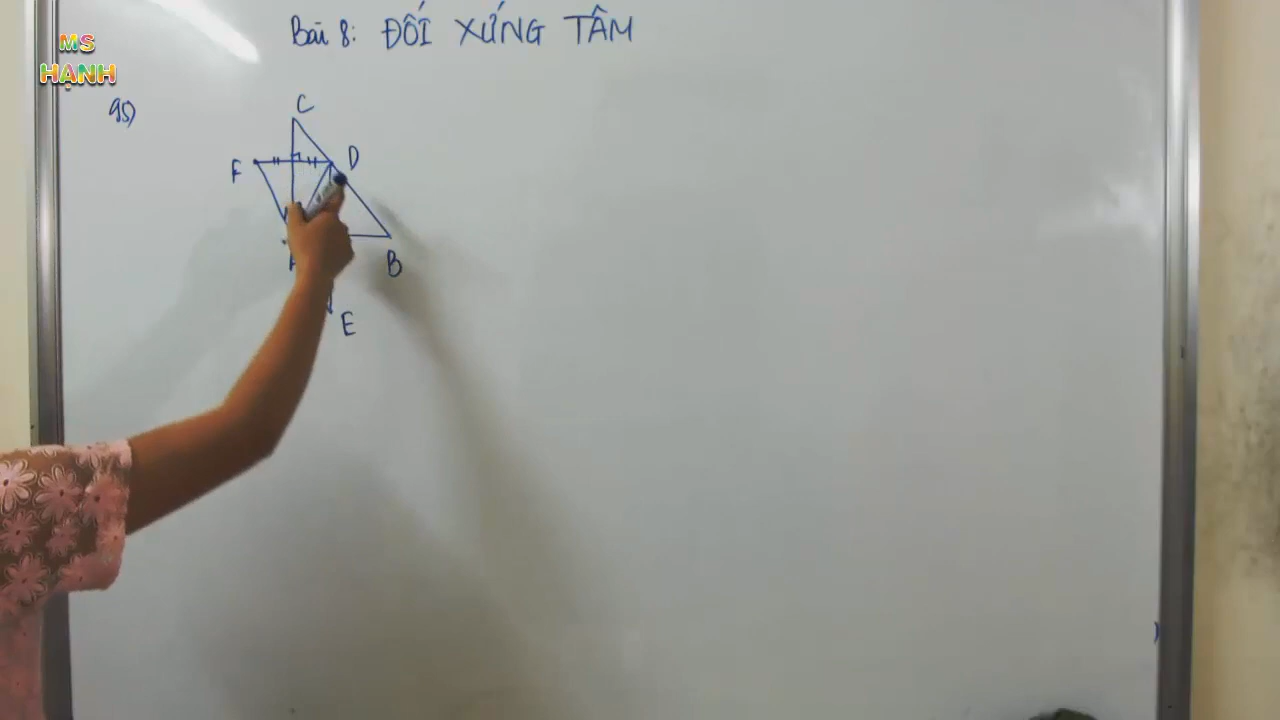 MS
HẠNH
Bài 8: ĐỐI XỨNG TÂM
95)
C
F
D
B
E